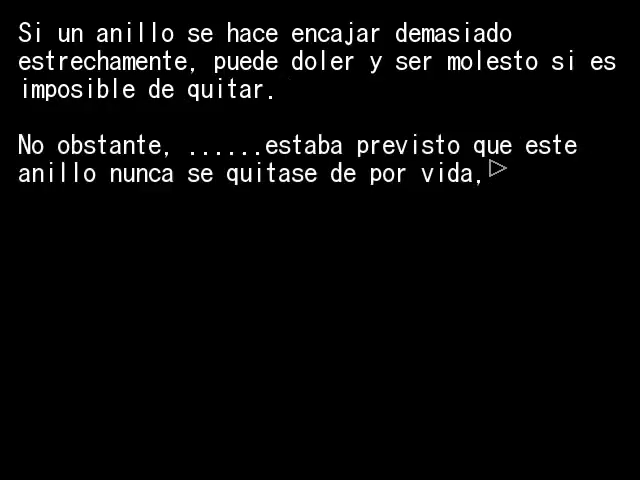 Si un anillo se hace encajar demasiado
estrechamente, puede doler y ser molesto si es
imposible de quitar.
No obstante, ......estaba previsto que este
anillo nunca se quitase de por vida,